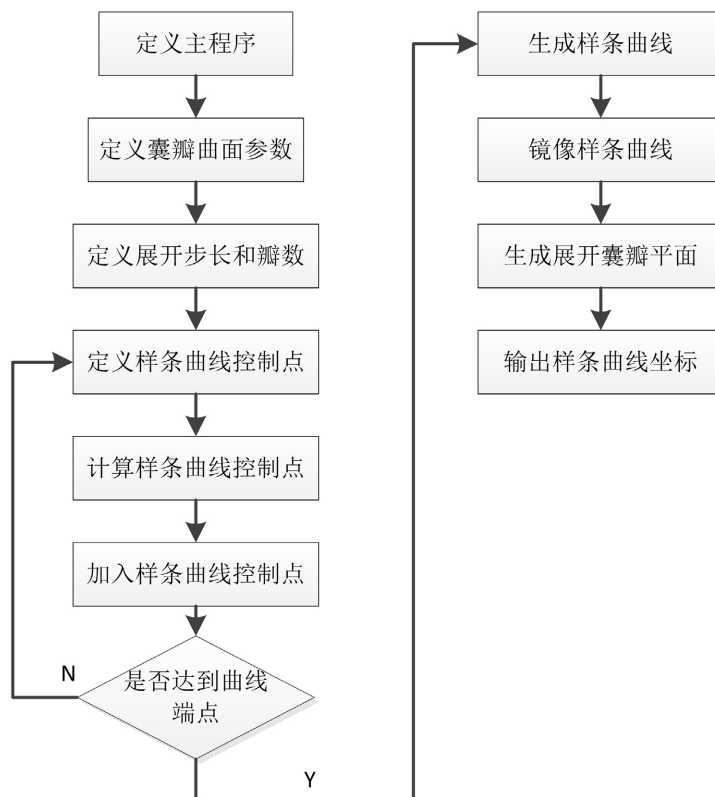 定义主程序
定义囊瓣曲面参数
定义展开步长和瓣数
定义样条曲线控制点
计算样条曲线控制点
加入样条曲线控制点
是否达到曲线
端点
N
Y
生成样条曲线
镜像样条曲线
生成展开囊瓣平面
输出样条曲线坐标